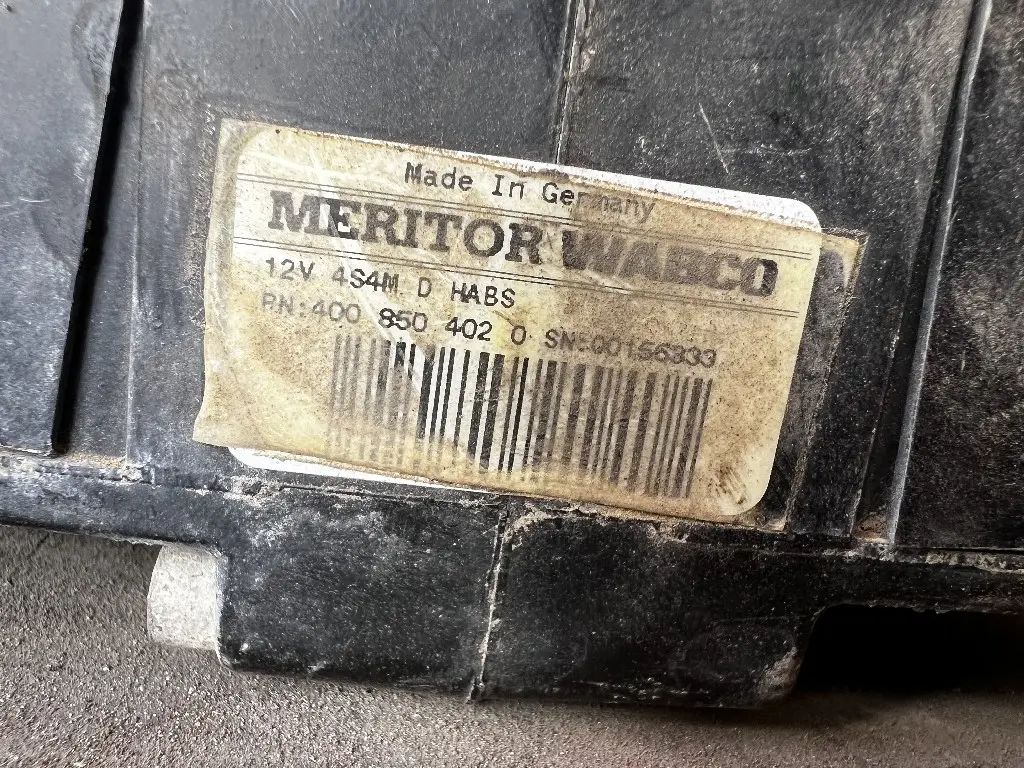 Made In Germany
MERITOR WABCO
12V 4S4M D HABS
PN:400 850 402 0 SN:00156333